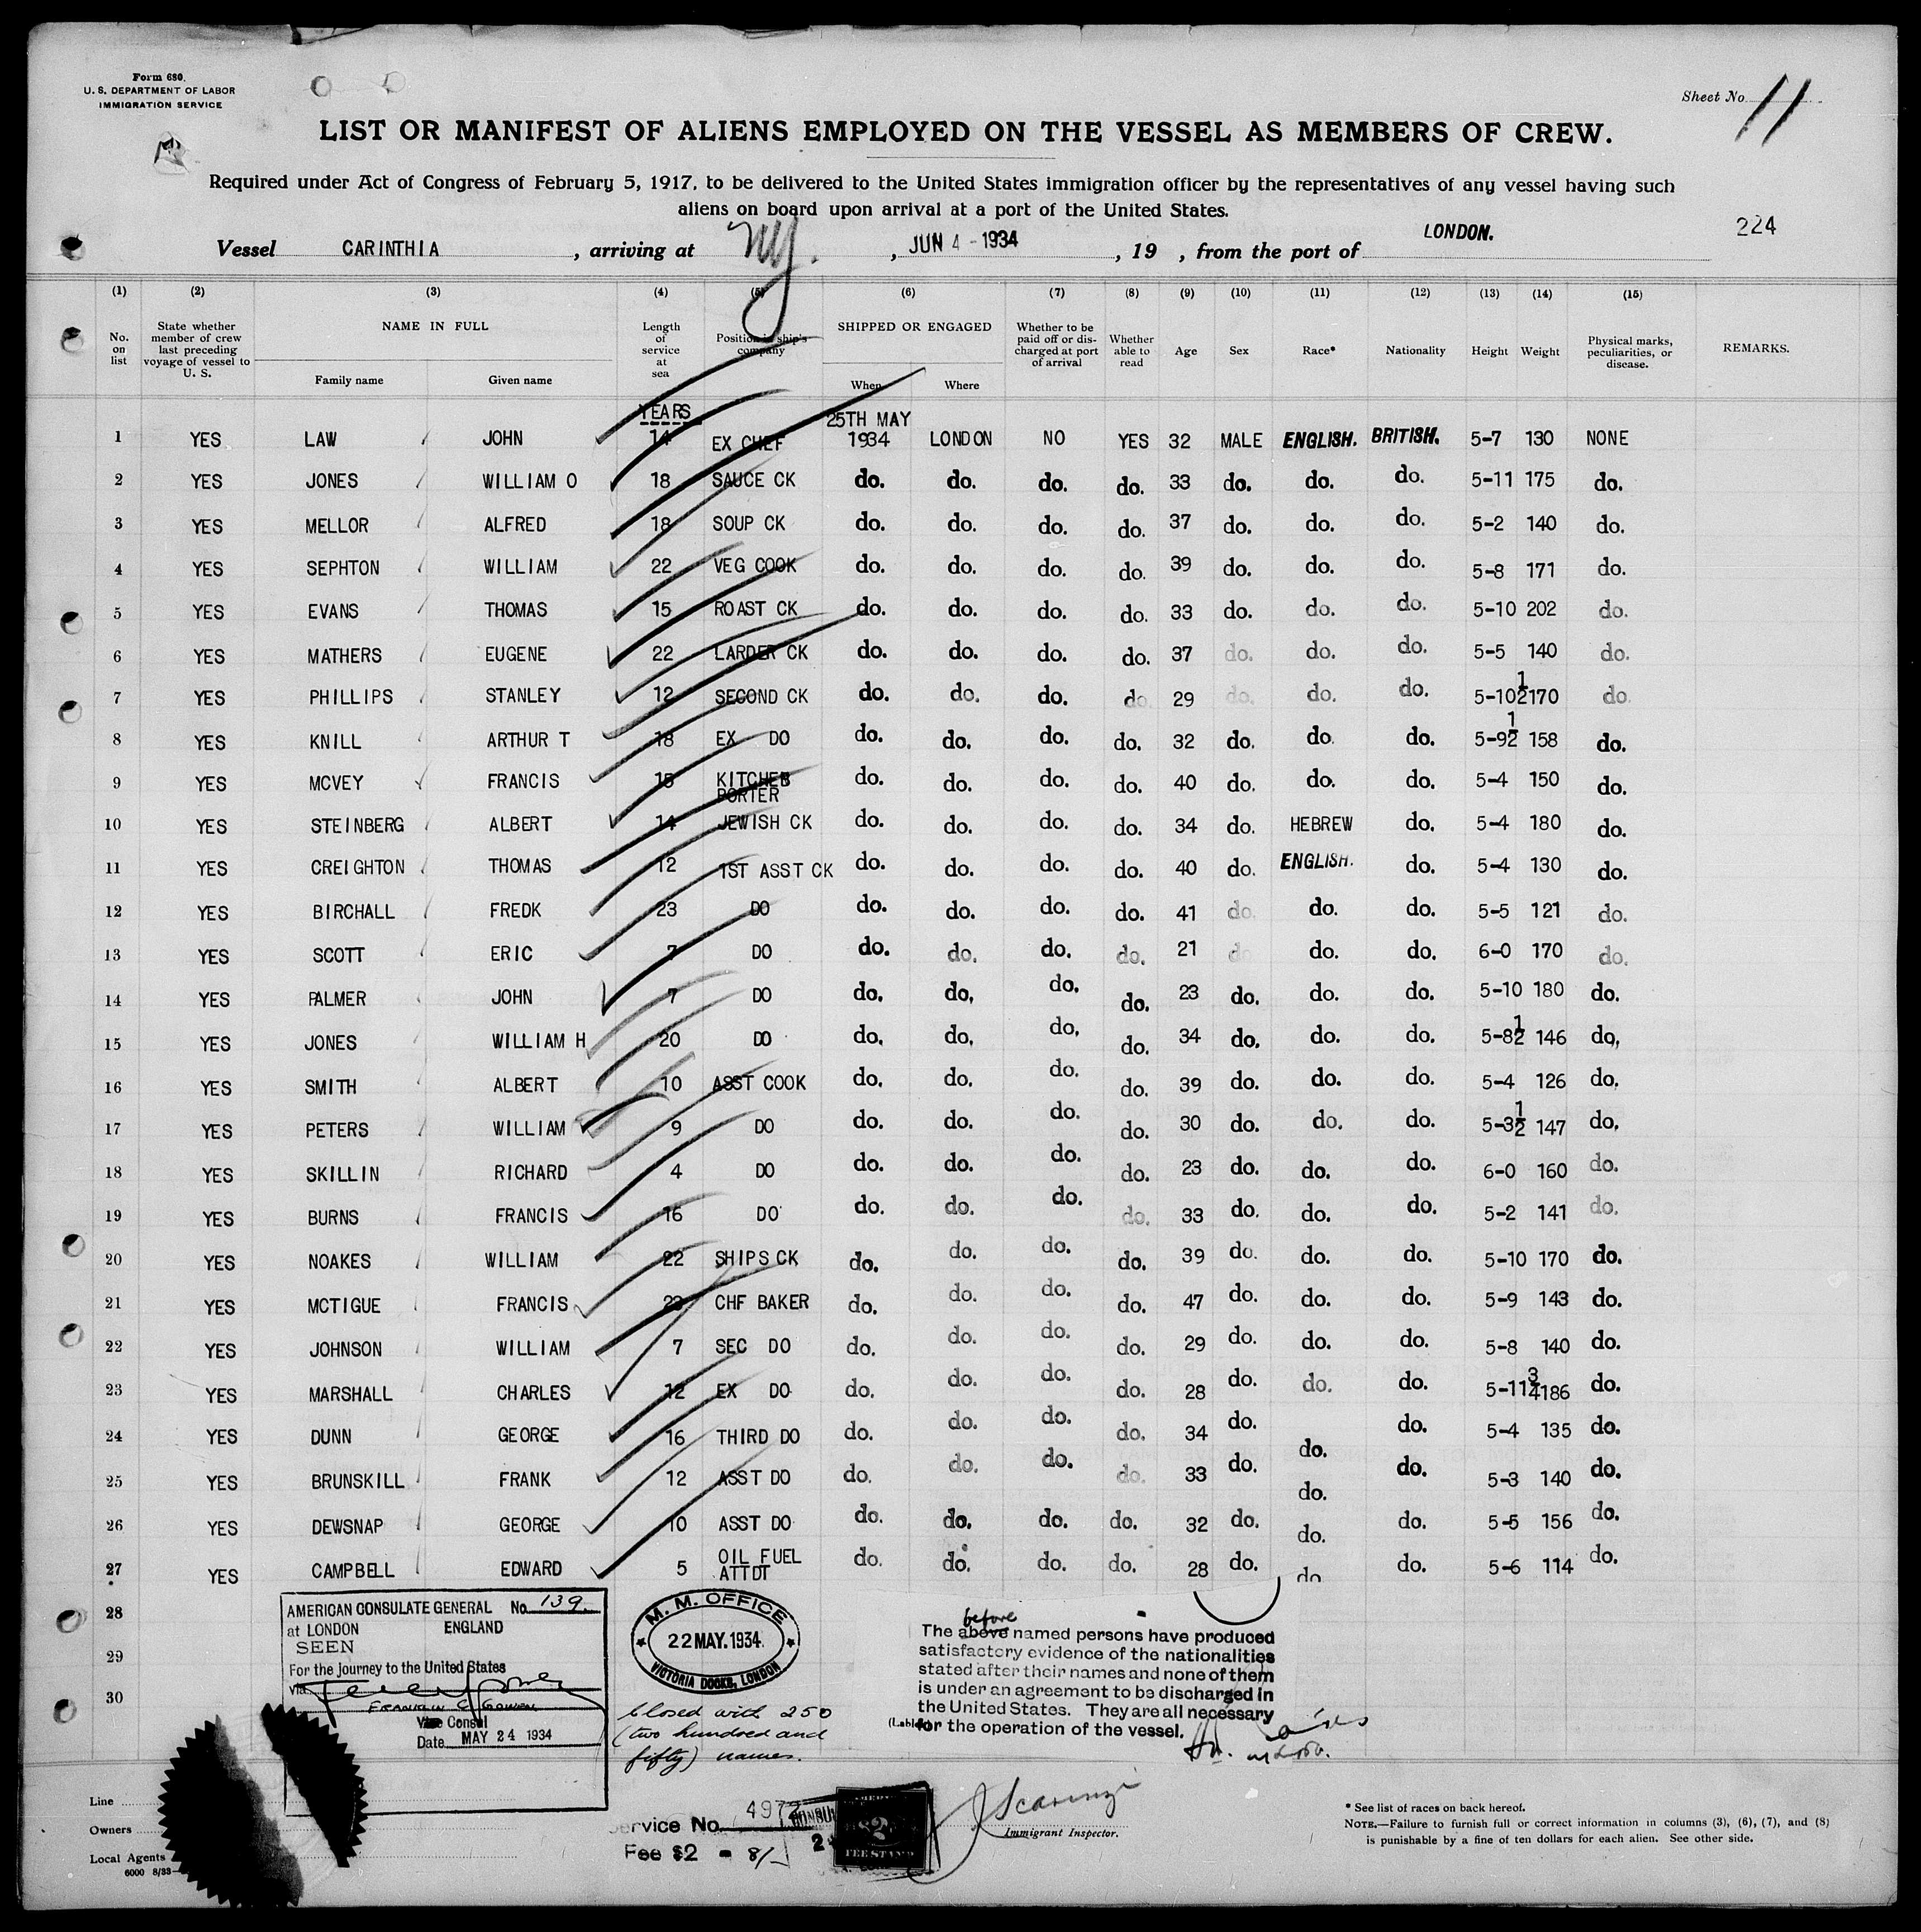 Form 680.
U. S. DEPARTMENT OF LABOR
IMMIGRATION SERVICE
Sheet No. 11
LIST OR MANIFEST OF ALIENS EMPLOYED ON THE VESSEL AS MEMBERS OF CREW.
Required under Act of Congress of February 5, 1917, to be delivered to the United States immigration officer by the representatives of any vessel having such
aliens on board upon arrival at a port of the United States.
224
Vessel CARINTHIA, arriving at NY., JUN 4 - 1934, 19 , from the port of LONDON.
(1) (2) (3) (4) (5) (6) (7) (8) (9) (10) (11) (12) (13) (14) (15)
No. on list
State whether member of crew last preceding voyage of vessel to U. S.
NAME IN FULL
Family name
Given name
Length of service at sea
Position in ship's company
SHIPPED OR ENGAGED
When
Where
Whether to be paid off or discharged at port of arrival
Whether able to read
Age
Sex
Race*
Nationality
Height
Weight
Physical marks, peculiarities, or disease.
REMARKS.
YEARS
25TH MAY
1 YES LAW JOHN 14 EX CHEF 1934 LONDON NO YES 32 MALE ENGLISH. BRITISH. 5-7 130 NONE
2 YES JONES WILLIAM O 18 SAUCE CK do. do. do. do. 33 do. do. do. 5-11 175 do.
3 YES MELLOR ALFRED 18 SOUP CK do. do. do. do. 37 do. do. do. 5-2 140 do.
4 YES SEPHTON WILLIAM 22 VEG COOK do. do. do. do. 39 do. do. do. 5-8 171 do.
5 YES EVANS THOMAS 15 ROAST CK do. do. do. do. 33 do. do. do. 5-10 202 do.
6 YES MATHERS EUGENE 22 LARDER CK do. do. do. do. 37 do. do. do. 5-5 140 do.
7 YES PHILLIPS STANLEY 12 SECOND CK do. do. do. do. 29 do. do. do. 5-10½ 170 do.
8 YES KNILL ARTHUR T 18 EX DO do. do. do. do. 32 do. do. do. 5-9½ 158 do.
9 YES MCVEY FRANCIS 15 KITCHEN PORTER do. do. do. do. 40 do. do. do. 5-4 150 do.
10 YES STEINBERG ALBERT 14 JEWISH CK do. do. do. do. 34 do. HEBREW do. 5-4 180 do.
11 YES CREIGHTON THOMAS 12 1ST ASST CK do. do. do. do. 40 do. ENGLISH. do. 5-4 130 do.
12 YES BIRCHALL FREDK 23 DO do. do. do. do. 41 do. do. do. 5-5 121 do.
13 YES SCOTT ERIC 7 DO do. do. do. do. 21 do. do. do. 6-0 170 do.
14 YES PALMER JOHN 7 DO do. do. do. do. 23 do. do. do. 5-10 180 do.
15 YES JONES WILLIAM H 20 DO do. do. do. do. 34 do. do. do. 5-8½ 146 do.
16 YES SMITH ALBERT 10 ASST COOK do. do. do. do. 39 do. do. do. 5-4 126 do.
17 YES PETERS WILLIAM 9 DO do. do. do. do. 30 do. do. do. 5-3½ 147 do.
18 YES SKILLIN RICHARD 4 DO do. do. do. do. 23 do. do. do. 6-0 160 do.
19 YES BURNS FRANCIS 16 DO do. do. do. do. 33 do. do. do. 5-2 141 do.
20 YES NOAKES WILLIAM 22 SHIPS CK do. do. do. do. 39 do. do. do. 5-10 170 do.
21 YES MCTIGUE FRANCIS 23 CHF BAKER do. do. do. do. 47 do. do. do. 5-9 143 do.
22 YES JOHNSON WILLIAM 7 SEC DO do. do. do. do. 29 do. do. do. 5-8 140 do.
23 YES MARSHALL CHARLES 12 EX DO do. do. do. do. 28 do. do. do. 5-11¾ 186 do.
24 YES DUNN GEORGE 16 THIRD DO do. do. do. do. 34 do. do. do. 5-4 135 do.
25 YES BRUNSKILL FRANK 12 ASST DO do. do. do. do. 33 do. do. do. 5-3 140 do.
26 YES DEWSNAP GEORGE 10 ASST DO do. do. do. do. 32 do. do. do. 5-5 156 do.
27 YES CAMPBELL EDWARD 5 OIL FUEL ATTDT do. do. do. do. 28 do. do. do. 5-6 114 do.
28
29
30
AMERICAN CONSULATE GENERAL No. 139.
at LONDON ENGLAND
SEEN
For the journey to the United States
via
FRANKLIN C. GOWEN
Vice Consul
Date MAY 24 1934
M. M. OFFICE
22 MAY. 1934.
VICTORIA DOCKS, LONDON
Closed with 250
(two hundred and
fifty) names.
before
The above named persons have produced
satisfactory evidence of the nationalities
stated after their names and none of them
is under an agreement to be discharged in
the United States. They are all necessary
for the operation of the vessel.
Line
Owners
Local Agents
6000 8/33
Service No. 4972
Fee $2 = 8/-
FEE STAMP
J Scarinzi
Immigrant Inspector.
* See list of races on back hereof.
NOTE.—Failure to furnish full or correct information in columns (3), (6), (7), and (8)
is punishable by a fine of ten dollars for each alien. See other side.